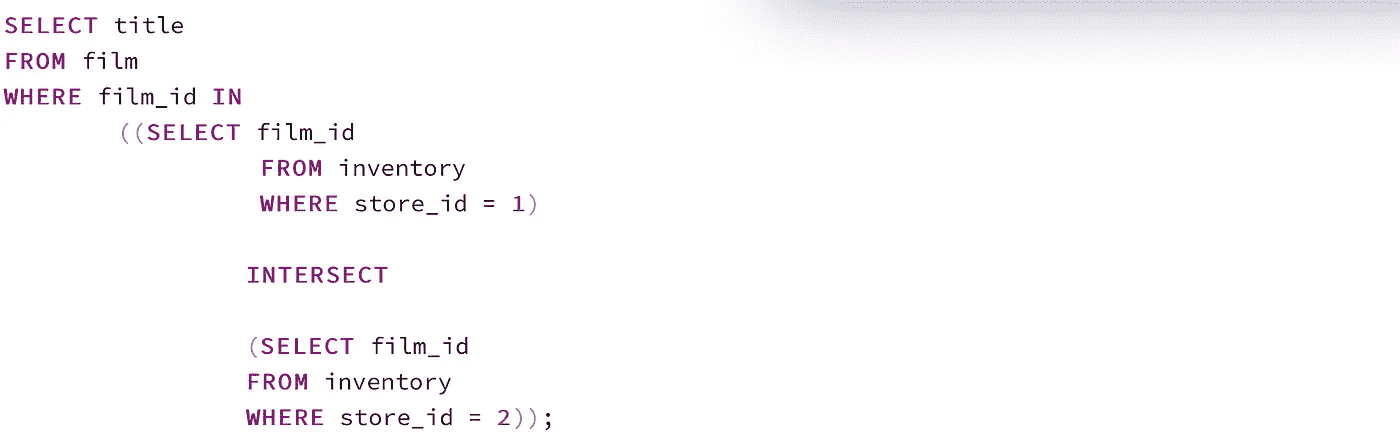 SELECT title
FROM film
WHERE film_id IN
((SELECT film_id
FROM inventory
WHERE store_id = 1)
INTERSECT
(SELECT film_id
FROM inventory
WHERE store_id = 2));